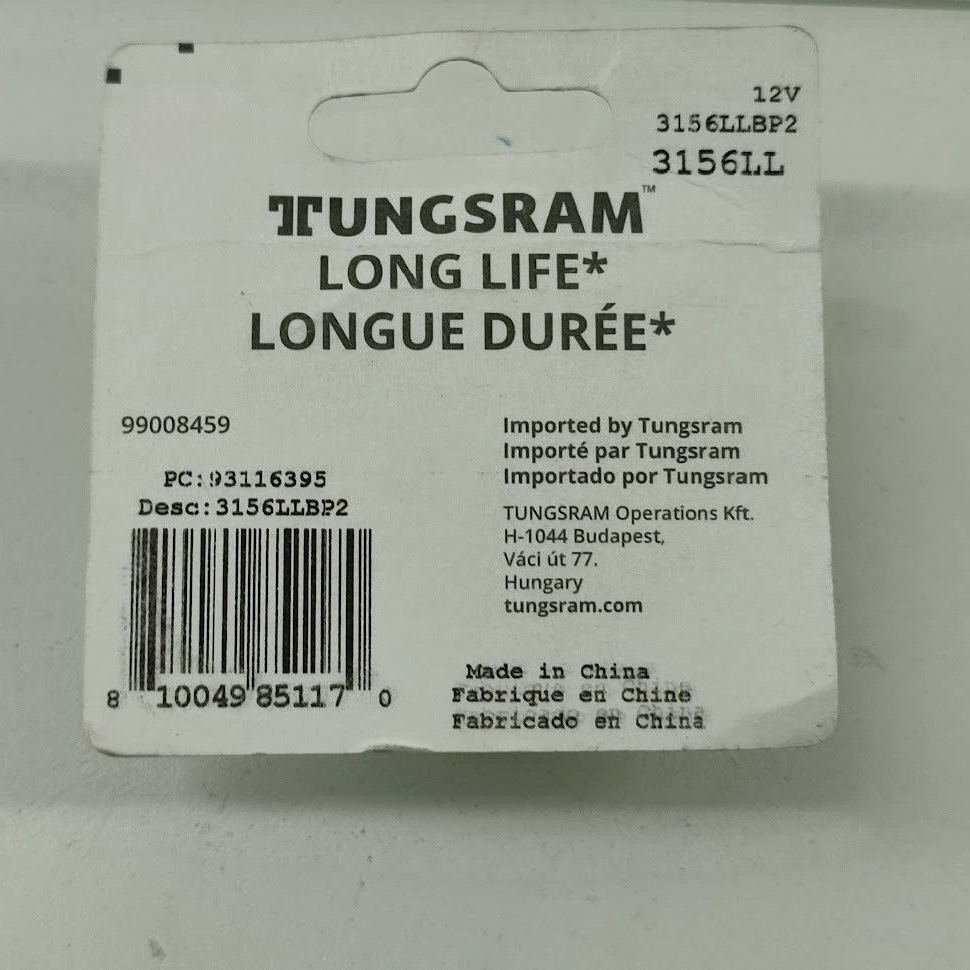 12V
3156LLBP2
3156LL
TUNGSRAM™
LONG LIFE*
LONGUE DURÉE*
99008459
PC:93116395
Desc:3156LLBP2
8 10049 85117 0
Imported by Tungsram
Importé par Tungsram
Importado por Tungsram
TUNGSRAM Operations Kft.
H-1044 Budapest,
Váci út 77.
Hungary
tungsram.com
Made in China
Fabrique en Chine
Fabricado en China